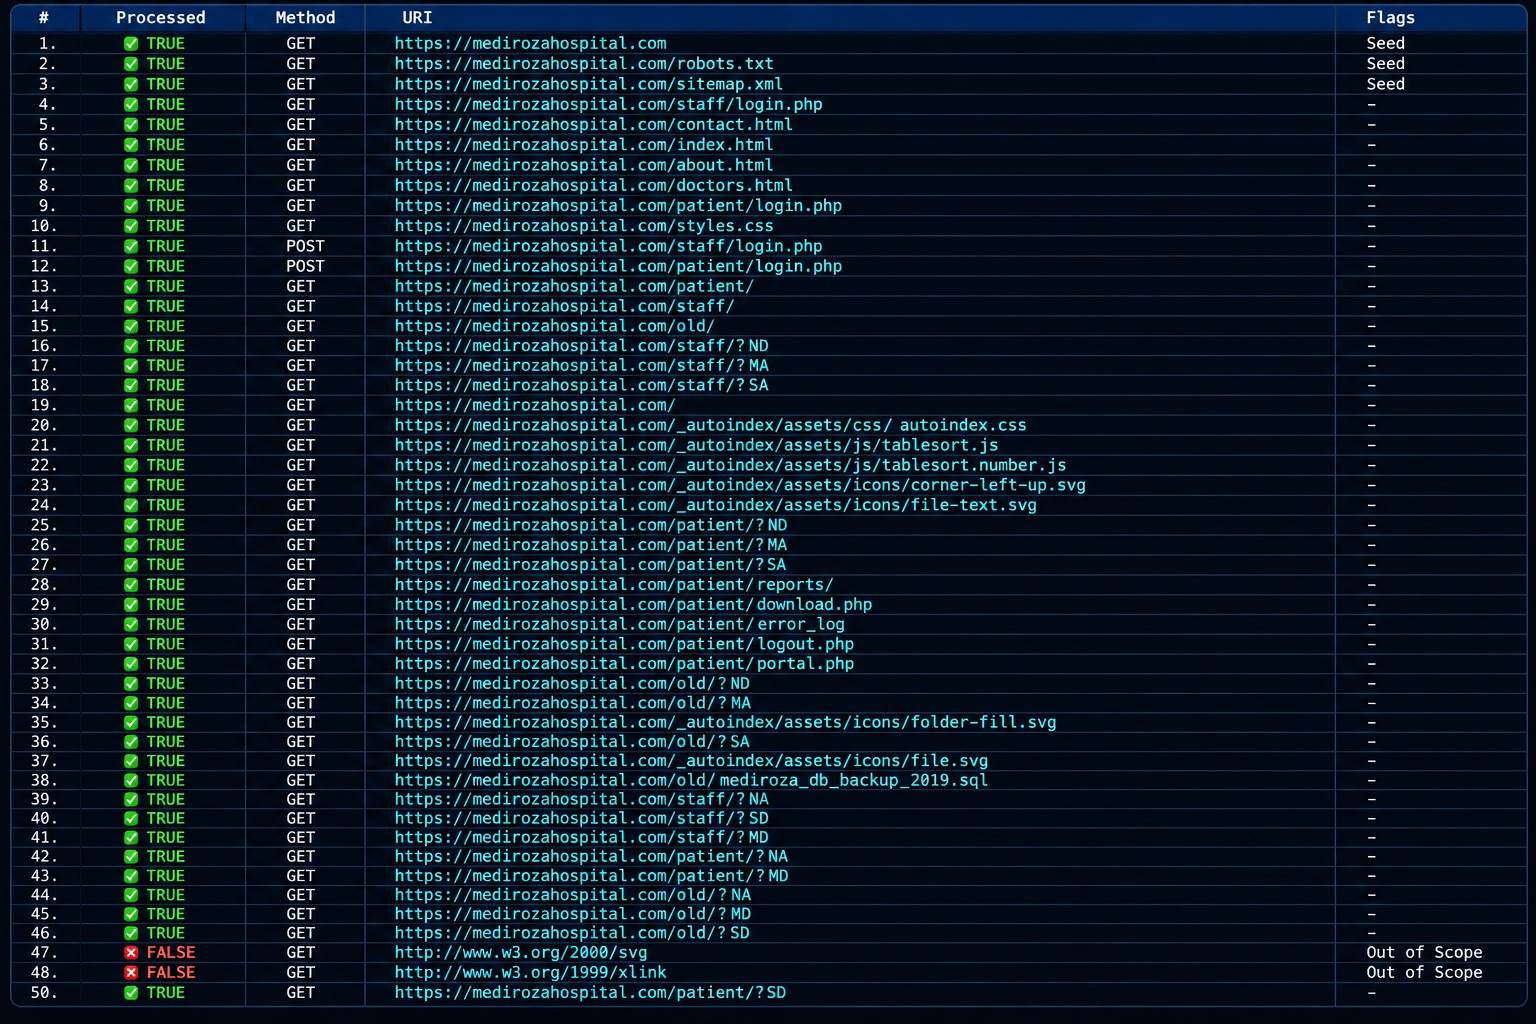 # Processed Method URI Flags
1. TRUE GET https://medirozahospital.com Seed
2. TRUE GET https://medirozahospital.com/robots.txt Seed
3. TRUE GET https://medirozahospital.com/sitemap.xml Seed
4. TRUE GET https://medirozahospital.com/staff/login.php –
5. TRUE GET https://medirozahospital.com/contact.html –
6. TRUE GET https://medirozahospital.com/index.html –
7. TRUE GET https://medirozahospital.com/about.html –
8. TRUE GET https://medirozahospital.com/doctors.html –
9. TRUE GET https://medirozahospital.com/patient/login.php –
10. TRUE GET https://medirozahospital.com/styles.css –
11. TRUE POST https://medirozahospital.com/staff/login.php –
12. TRUE POST https://medirozahospital.com/patient/login.php –
13. TRUE GET https://medirozahospital.com/patient/ –
14. TRUE GET https://medirozahospital.com/staff/ –
15. TRUE GET https://medirozahospital.com/old/ –
16. TRUE GET https://medirozahospital.com/staff/?ND –
17. TRUE GET https://medirozahospital.com/staff/?MA –
18. TRUE GET https://medirozahospital.com/staff/?SA –
19. TRUE GET https://medirozahospital.com/ –
20. TRUE GET https://medirozahospital.com/_autoindex/assets/css/ autoindex.css –
21. TRUE GET https://medirozahospital.com/_autoindex/assets/js/tablesort.js –
22. TRUE GET https://medirozahospital.com/_autoindex/assets/js/tablesort.number.js –
23. TRUE GET https://medirozahospital.com/_autoindex/assets/icons/corner-left-up.svg –
24. TRUE GET https://medirozahospital.com/_autoindex/assets/icons/file-text.svg –
25. TRUE GET https://medirozahospital.com/patient/?ND –
26. TRUE GET https://medirozahospital.com/patient/?MA –
27. TRUE GET https://medirozahospital.com/patient/?SA –
28. TRUE GET https://medirozahospital.com/patient/reports/ –
29. TRUE GET https://medirozahospital.com/patient/download.php –
30. TRUE GET https://medirozahospital.com/patient/error_log –
31. TRUE GET https://medirozahospital.com/patient/logout.php –
32. TRUE GET https://medirozahospital.com/patient/portal.php –
33. TRUE GET https://medirozahospital.com/old/?ND –
34. TRUE GET https://medirozahospital.com/old/?MA –
35. TRUE GET https://medirozahospital.com/_autoindex/assets/icons/folder-fill.svg –
36. TRUE GET https://medirozahospital.com/old/?SA –
37. TRUE GET https://medirozahospital.com/_autoindex/assets/icons/file.svg –
38. TRUE GET https://medirozahospital.com/old/mediroza_db_backup_2019.sql –
39. TRUE GET https://medirozahospital.com/staff/?NA –
40. TRUE GET https://medirozahospital.com/staff/?SD –
41. TRUE GET https://medirozahospital.com/staff/?MD –
42. TRUE GET https://medirozahospital.com/patient/?NA –
43. TRUE GET https://medirozahospital.com/patient/?MD –
44. TRUE GET https://medirozahospital.com/old/?NA –
45. TRUE GET https://medirozahospital.com/old/?MD –
46. TRUE GET https://medirozahospital.com/old/?SD –
47. FALSE GET http://www.w3.org/2000/svg Out of Scope
48. FALSE GET http://www.w3.org/1999/xlink Out of Scope
50. TRUE GET https://medirozahospital.com/patient/?SD –